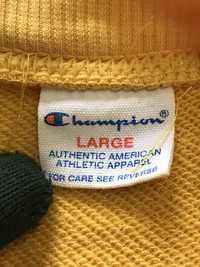 Champion®
LARGE
AUTHENTIC AMERICAN
ATHLETIC APPAREL
FOR CARE SEE REVERSE